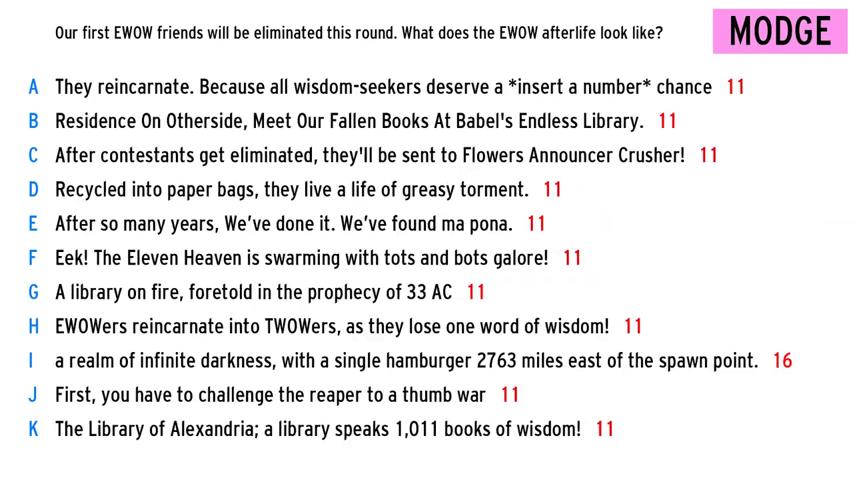 Our first EWOW friends will be eliminated this round. What does the EWOW afterlife look like?
MODGE
A They reincarnate. Because all wisdom-seekers deserve a *insert a number* chance 11
B Residence On Otherside, Meet Our Fallen Books At Babel's Endless Library. 11
C After contestants get eliminated, they'll be sent to Flowers Announcer Crusher! 11
D Recycled into paper bags, they live a life of greasy torment. 11
E After so many years, We've done it. We've found ma pona. 11
F Eek! The Eleven Heaven is swarming with tots and bots galore! 11
G A library on fire, foretold in the prophecy of 33 AC 11
H EWOWers reincarnate into TWOWers, as they lose one word of wisdom! 11
I a realm of infinite darkness, with a single hamburger 2763 miles east of the spawn point. 16
J First, you have to challenge the reaper to a thumb war 11
K The Library of Alexandria; a library speaks 1,011 books of wisdom! 11